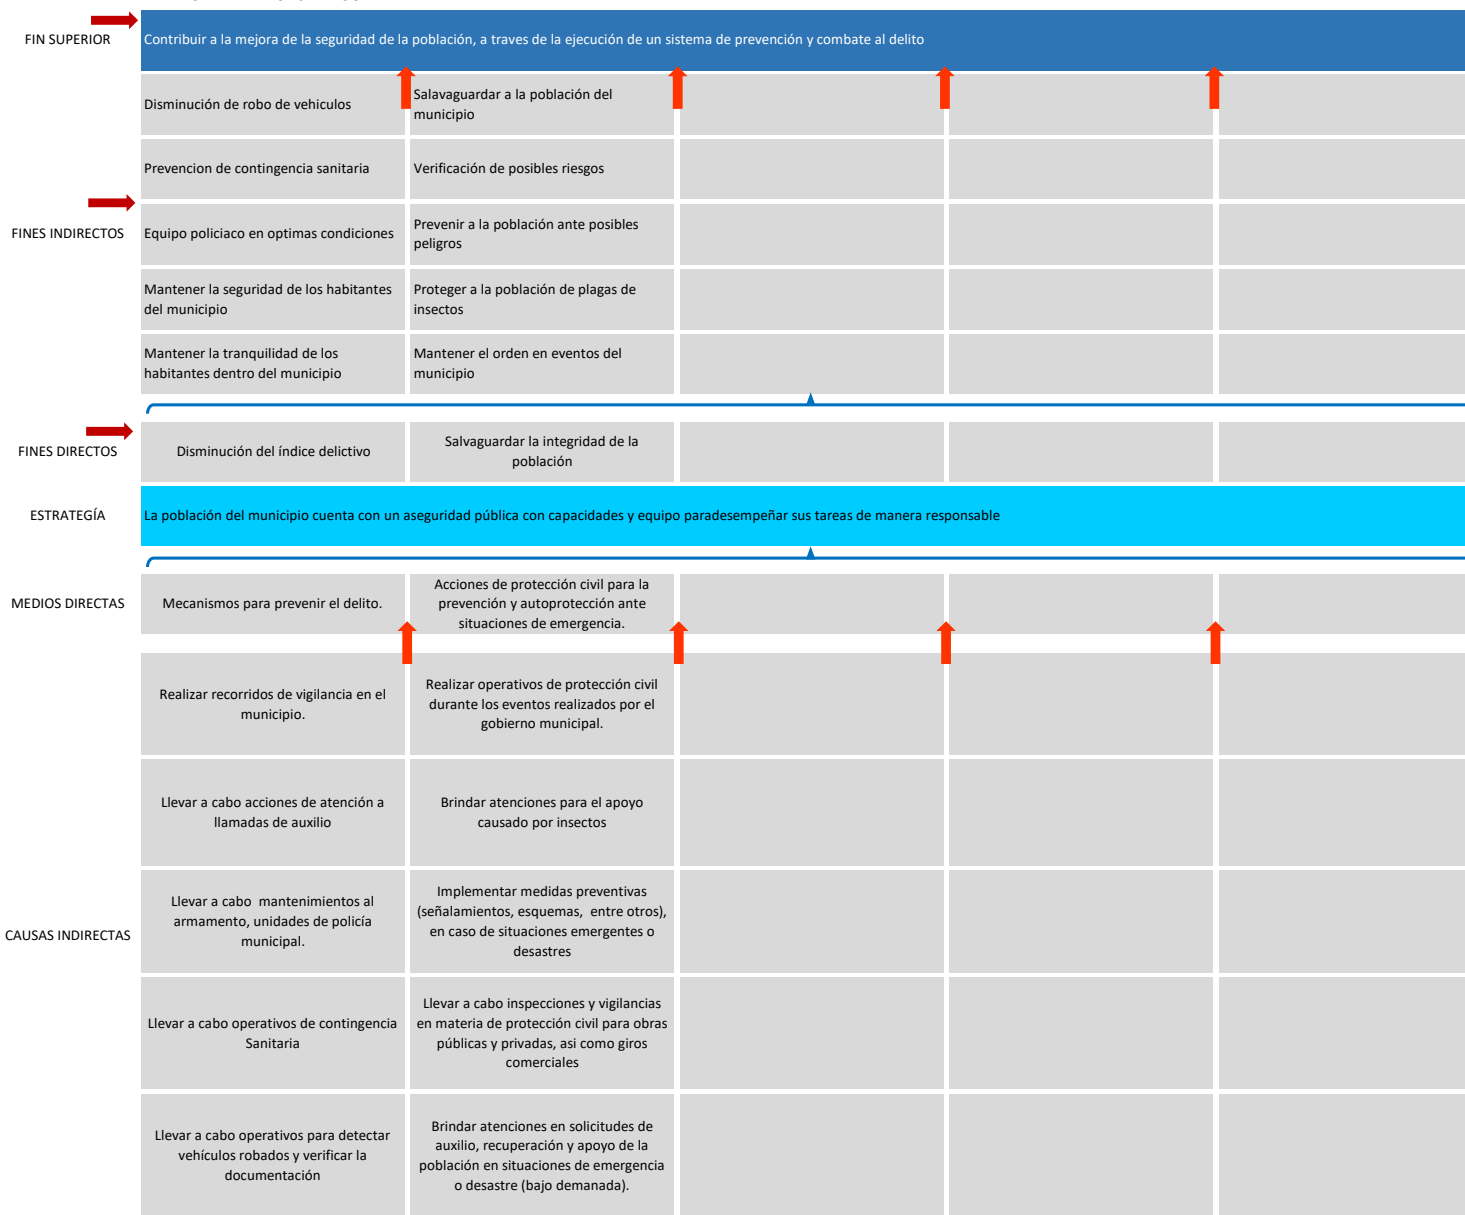 FIN SUPERIOR
Contribuir a la mejora de la seguridad de la población, a traves de la ejecución de un sistema de prevención y combate al delito
Disminución de robo de vehiculos
Salavaguardar a la población del
municipio
Prevencion de contingencia sanitaria
Verificación de posibles riesgos
FINES INDIRECTOS
Equipo policiaco en optimas condiciones
Prevenir a la población ante posibles
peligros
Mantener la seguridad de los habitantes
del municipio
Proteger a la población de plagas de
insectos
Mantener la tranquilidad de los
habitantes dentro del municipio
Mantener el orden en eventos del
municipio
FINES DIRECTOS
Disminución del índice delictivo
Salvaguardar la integridad de la
población
ESTRATEGÍA
La población del municipio cuenta con un aseguridad pública con capacidades y equipo paradesempeñar sus tareas de manera responsable
MEDIOS DIRECTAS
Mecanismos para prevenir el delito.
Acciones de protección civil para la
prevención y autoprotección ante
situaciones de emergencia.
Realizar recorridos de vigilancia en el
municipio.
Realizar operativos de protección civil
durante los eventos realizados por el
gobierno municipal.
Llevar a cabo acciones de atención a
llamadas de auxilio
Brindar atenciones para el apoyo
causado por insectos
CAUSAS INDIRECTAS
Llevar a cabo  mantenimientos al
armamento, unidades de policía
municipal.
Implementar medidas preventivas
(señalamientos, esquemas,  entre otros),
en caso de situaciones emergentes o
desastres
Llevar a cabo operativos de contingencia
Sanitaria
Llevar a cabo inspecciones y vigilancias
en materia de protección civil para obras
públicas y privadas, asi como giros
comerciales
Llevar a cabo operativos para detectar
vehículos robados y verificar la
documentación
Brindar atenciones en solicitudes de
auxilio, recuperación y apoyo de la
población en situaciones de emergencia
o desastre (bajo demanada).